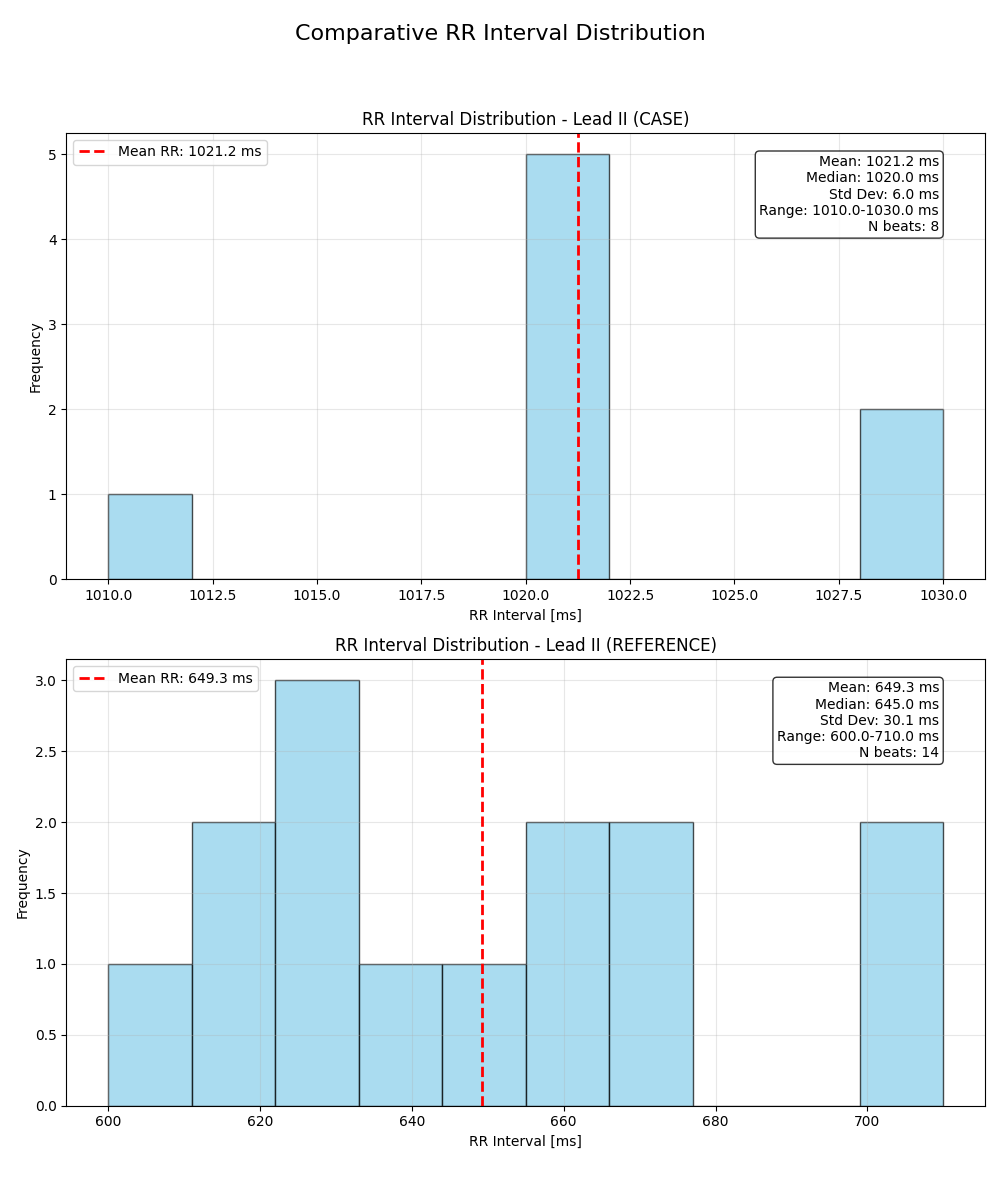 Comparative RR Interval Distribution
RR Interval Distribution - Lead II (CASE)
Mean RR: 1021.2 ms
Mean: 1021.2 ms
Median: 1020.0 ms
Std Dev: 6.0 ms
Range: 1010.0-1030.0 ms
N beats: 8
Frequency
5
4
3
2
1
0
1010.0 1012.5 1015.0 1017.5 1020.0 1022.5 1025.0 1027.5 1030.0
RR Interval [ms]
RR Interval Distribution - Lead II (REFERENCE)
Mean RR: 649.3 ms
Mean: 649.3 ms
Median: 645.0 ms
Std Dev: 30.1 ms
Range: 600.0-710.0 ms
N beats: 14
Frequency
3.0
2.5
2.0
1.5
1.0
0.5
0.0
600 620 640 660 680 700
RR Interval [ms]